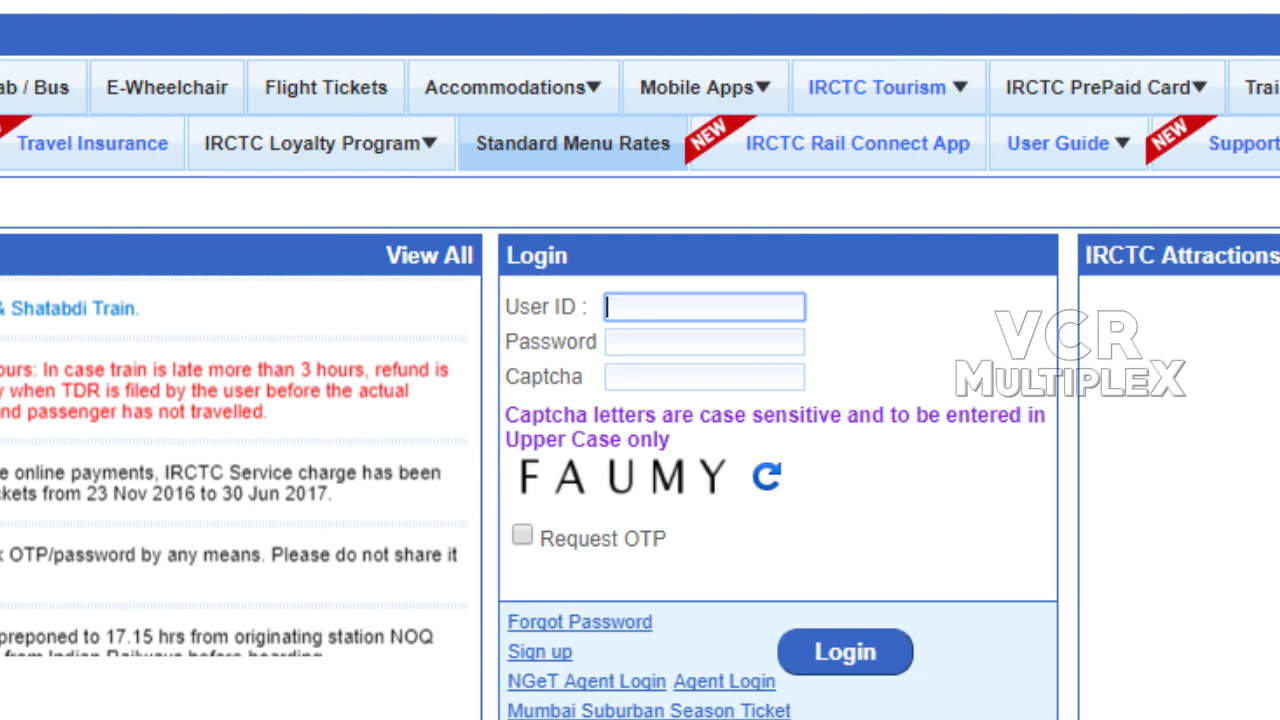 ab / Bus
E-Wheelchair
Flight Tickets
Accommodations▼
Mobile Apps▼
IRCTC Tourism ▼
IRCTC PrePaid Card▼
Trai
Travel Insurance
IRCTC Loyalty Program▼
Standard Menu Rates
NEW
IRCTC Rail Connect App
User Guide ▼
NEW
Support
View All
& Shatabdi Train.
ours: In case train is late more than 3 hours, refund is
y when TDR is filed by the user before the actual
nd passenger has not travelled.
e online payments, IRCTC Service charge has been
ckets from 23 Nov 2016 to 30 Jun 2017.
k OTP/password by any means. Please do not share it
preponed to 17.15 hrs from originating station NOQ
from Indian Railways before boarding.
Login
User ID :
Password
Captcha
Captcha letters are case sensitive and to be entered in
Upper Case only
F A U M Y
Request OTP
Forgot Password
Sign up
NGeT Agent Login Agent Login
Mumbai Suburban Season Ticket
Login
IRCTC Attractions
VCR
MULTIPLEX